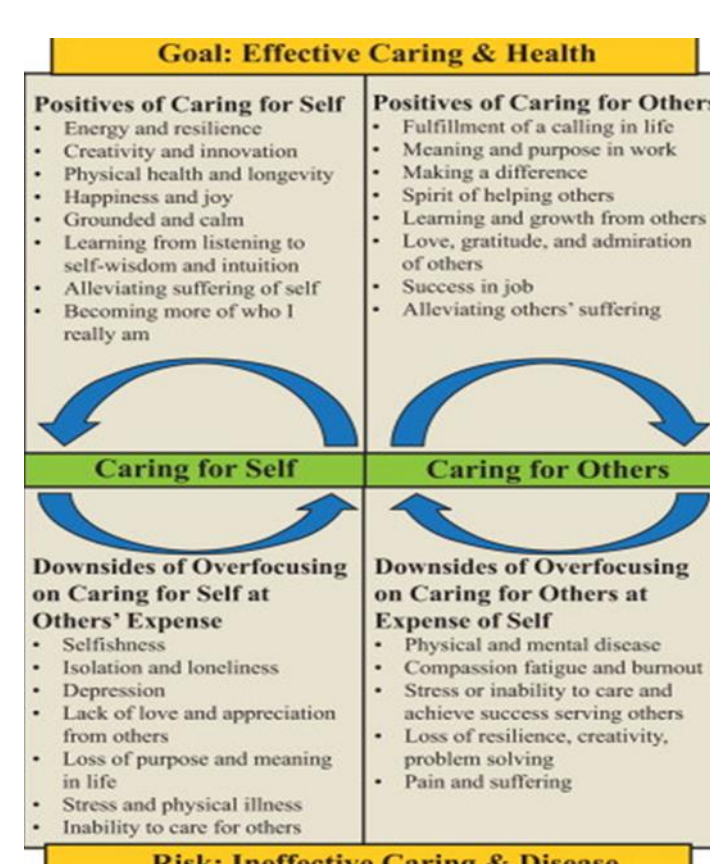 Goal: Effective Caring & Health
Positives of Caring for Self
• Energy and resilience
• Creativity and innovation
• Physical health and longevity
• Happiness and joy
• Grounded and calm
• Learning from listening to
self-wisdom and intuition
• Alleviating suffering of self
• Becoming more of who I
really am
Positives of Caring for Others
• Fulfillment of a calling in life
• Meaning and purpose in work
• Making a difference
• Spirit of helping others
• Learning and growth from others
• Love, gratitude, and admiration
of others
• Success in job
• Alleviating others' suffering
Caring for Self
Caring for Others
Downsides of Overfocusing
on Caring for Self at
Others' Expense
• Selfishness
• Isolation and loneliness
• Depression
• Lack of love and appreciation
from others
• Loss of purpose and meaning
in life
• Stress and physical illness
• Inability to care for others
Downsides of Overfocusing
on Caring for Others at
Expense of Self
• Physical and mental disease
• Compassion fatigue and burnout
• Stress or inability to care and
achieve success serving others
• Loss of resilience, creativity,
problem solving
• Pain and suffering
Risk: Ineffective Caring & Disease